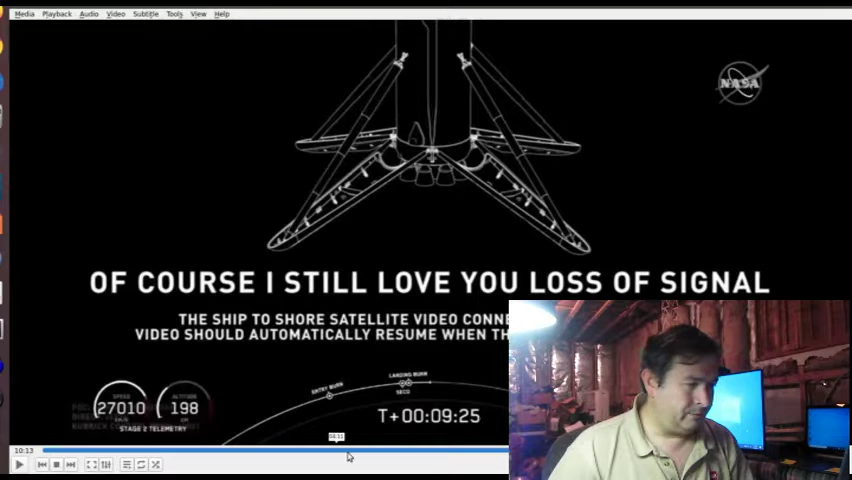 Media Playback Audio Video Subtitle Tools View Help
NASA
OF COURSE I STILL LOVE YOU LOSS OF SIGNAL
THE SHIP TO SHORE SATELLITE VIDEO
VIDEO SHOULD AUTOMATICALLY RESUME WHEN
ENTRY BURN
LANDING BURN
SECO
SPEED
27010
ALTITUDE
198
STAGE 2 TELEMETRY
T+00:09:25
10:13